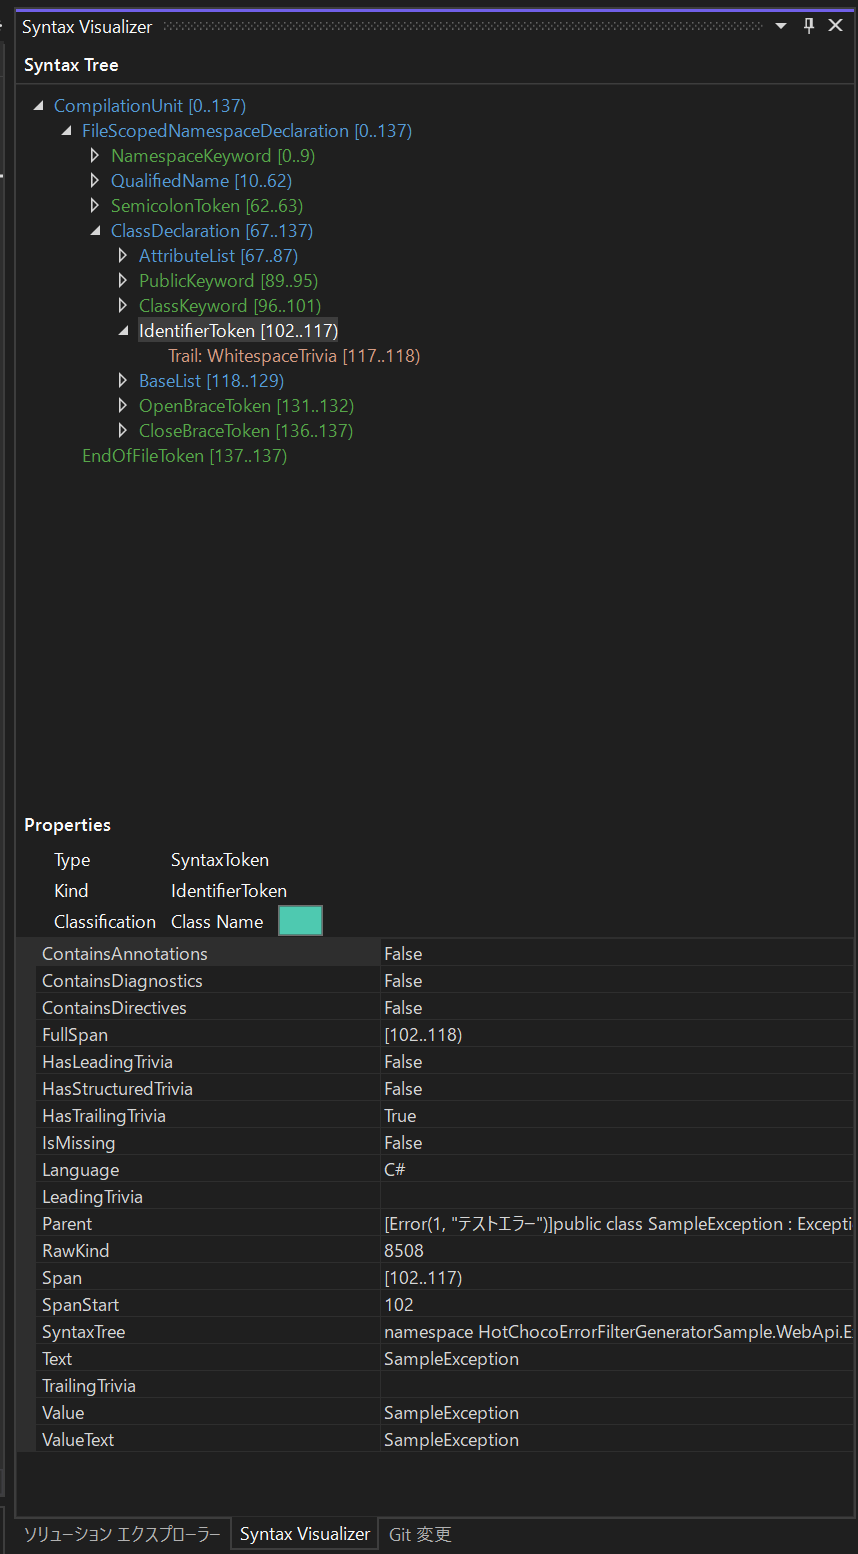 Syntax Visualizer
Syntax Tree
CompilationUnit [0..137)
FileScopedNamespaceDeclaration [0..137)
NamespaceKeyword [0..9)
QualifiedName [10..62)
SemicolonToken [62..63)
ClassDeclaration [67..137)
AttributeList [67..87)
PublicKeyword [89..95)
ClassKeyword [96..101)
IdentifierToken [102..117)
Trail: WhitespaceTrivia [117..118)
BaseList [118..129)
OpenBraceToken [131..132)
CloseBraceToken [136..137)
EndOfFileToken [137..137)
Properties
Type SyntaxToken
Kind IdentifierToken
Classification Class Name
ContainsAnnotations False
ContainsDiagnostics False
ContainsDirectives False
FullSpan [102..118)
HasLeadingTrivia False
HasStructuredTrivia False
HasTrailingTrivia True
IsMissing False
Language C#
LeadingTrivia
Parent [Error(1, "テストエラー")]public class SampleException : Excepti
RawKind 8508
Span [102..117)
SpanStart 102
SyntaxTree namespace HotChocoErrorFilterGeneratorSample.WebApi.E
Text SampleException
TrailingTrivia
Value SampleException
ValueText SampleException
ソリューション エクスプローラー Syntax Visualizer Git 変更